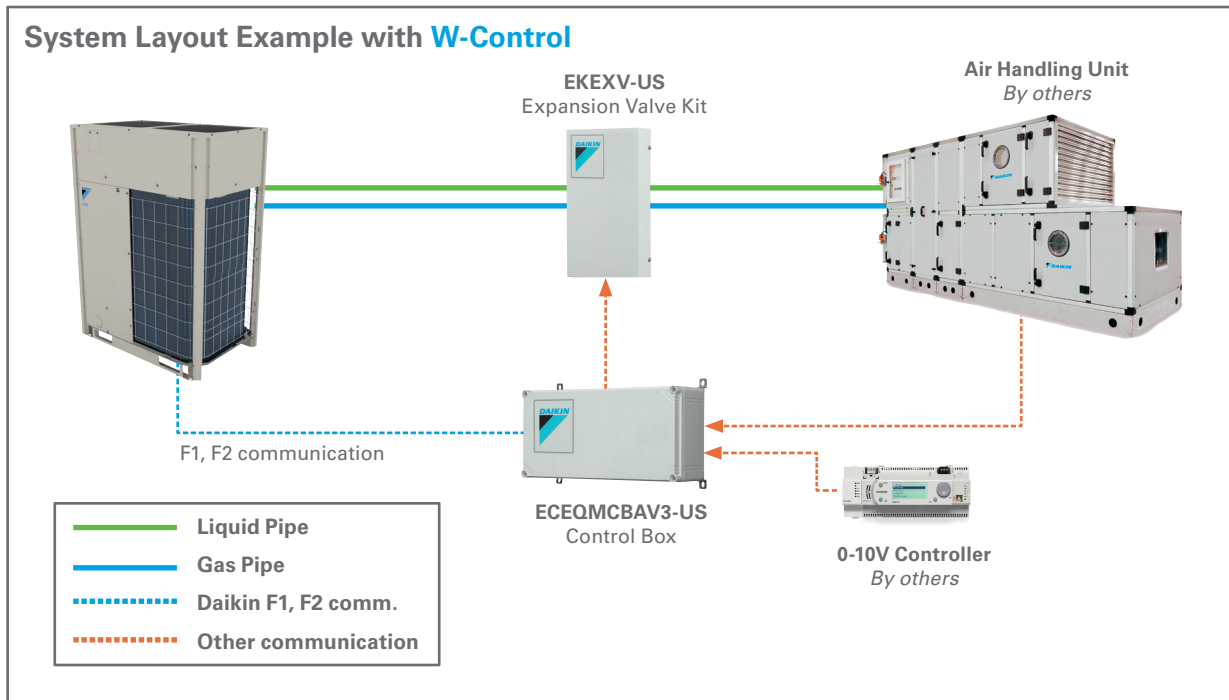 System Layout Example with W-Control
EKEXV-US
Expansion Valve Kit
Air Handling Unit
By others
DAIKIN
DAIKIN
DAIKIN
F1, F2 communication
DAIKIN
ECEQMCBAV3-US
Control Box
0-10V Controller
By others
Liquid Pipe
Gas Pipe
Daikin F1, F2 comm.
Other communication